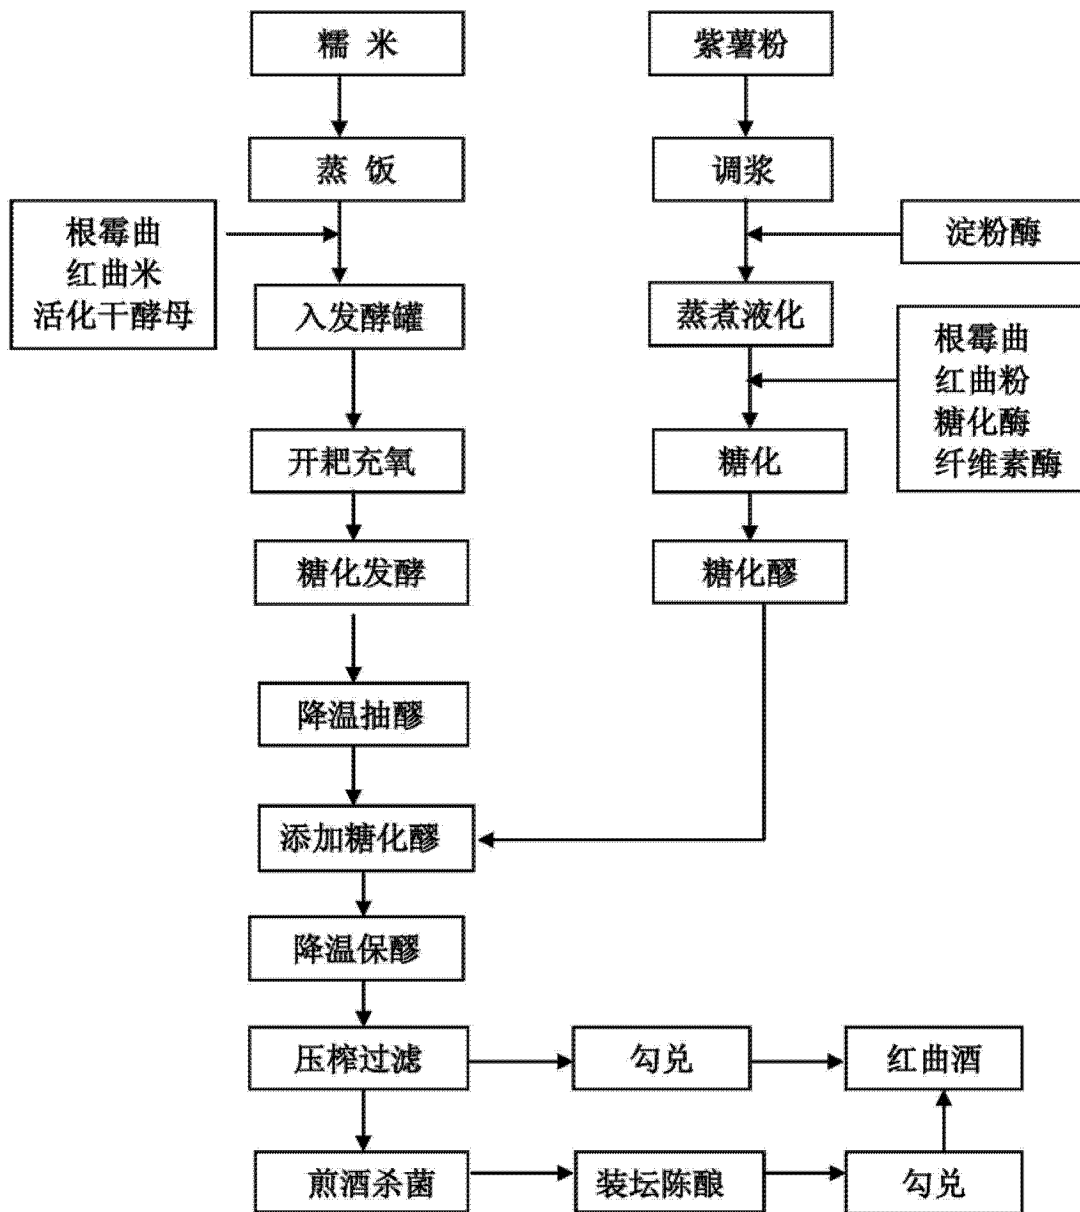 糯米
紫薯粉
蒸饭
调浆
根霉曲
红曲米
活化干酵母
淀粉酶
入发酵罐
蒸煮液化
根霉曲
红曲粉
糖化酶
纤维素酶
开耙充氧
糖化
糖化发酵
糖化醪
降温抽醪
添加糖化醪
降温保醪
压榨过滤
勾兑
红曲酒
煎酒杀菌
装坛陈酿
勾兑